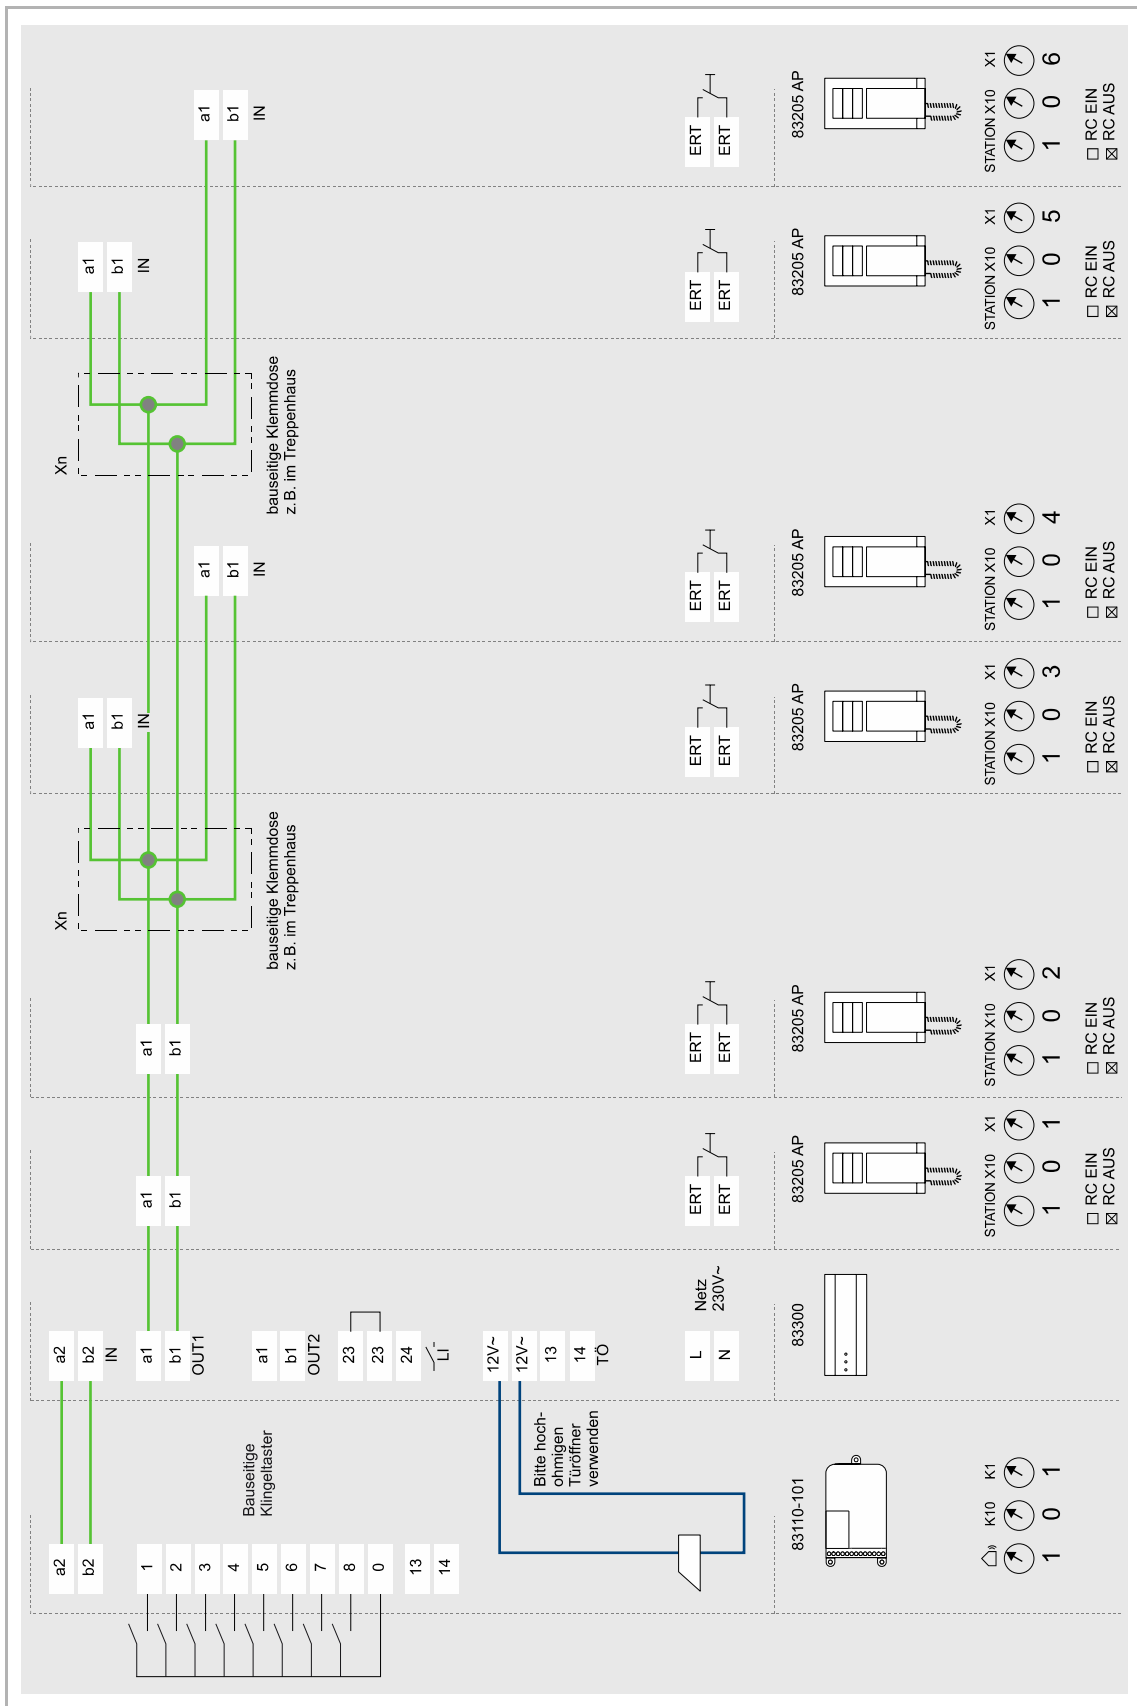 a1
b1
IN
ERT
ERT
83205 AP
STATION X10 X1
1 0 6
RC EIN
RC AUS
a1
b1
IN
ERT
ERT
83205 AP
STATION X10 X1
1 0 5
RC EIN
RC AUS
Xn
bauseitige Klemmdose
z. B. im Treppenhaus
a1
b1
IN
ERT
ERT
83205 AP
STATION X10 X1
1 0 4
RC EIN
RC AUS
a1
b1
IN
ERT
ERT
83205 AP
STATION X10 X1
1 0 3
RC EIN
RC AUS
Xn
bauseitige Klemmdose
z. B. im Treppenhaus
a1
b1
ERT
ERT
83205 AP
STATION X10 X1
1 0 2
RC EIN
RC AUS
a1
b1
ERT
ERT
83205 AP
STATION X10 X1
1 0 1
RC EIN
RC AUS
a2
b2
IN
a1
b1
OUT1
a1
b1
OUT2
23
23
24
LI
12V~
12V~
13
14
TÖ
L
N
Netz
230V~
83300
Bauseitige
Klingeltaster
Bitte hoch-
ohmigen
Türöffner
verwenden
a2
b2
1
2
3
4
5
6
7
8
0
13
14
83110-101
K10 K1
1 0 1